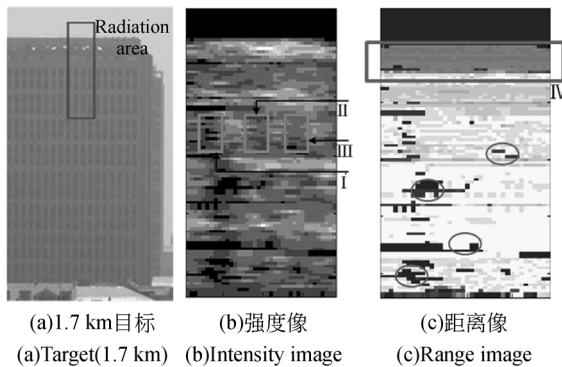 Radiation
area
II
III
I
IV
(a)1.7 km目标
(b)强度像
(c)距离像
(a)Target(1.7 km)
(b)Intensity image
(c)Range image